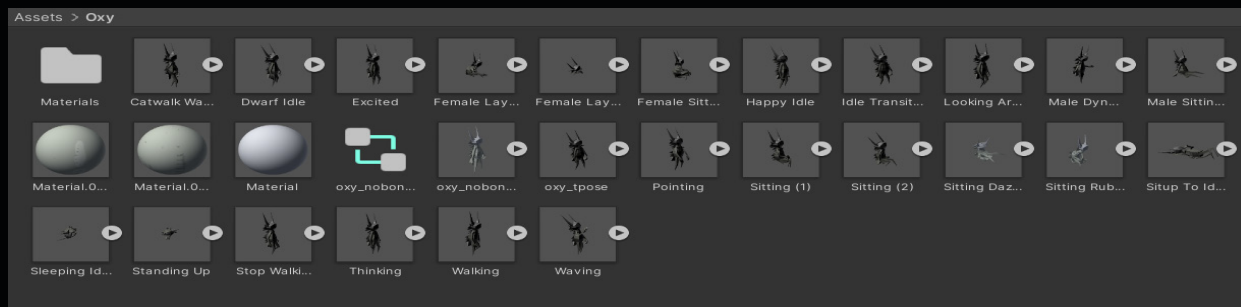 Assets > Oxy
Materials Catwalk Wa... Dwarf Idle Excited Female Lay... Female Lay... Female Sitt... Happy Idle Idle Transit... Looking Ar... Male Dyn... Male Sittin...
Material.0... Material.0... Material oxy_nobon... oxy_nobon... oxy_tpose Pointing Sitting (1) Sitting (2) Sitting Daz... Sitting Rub... Situp To Id...
Sleeping Id... Standing Up Stop Walki... Thinking Walking Waving